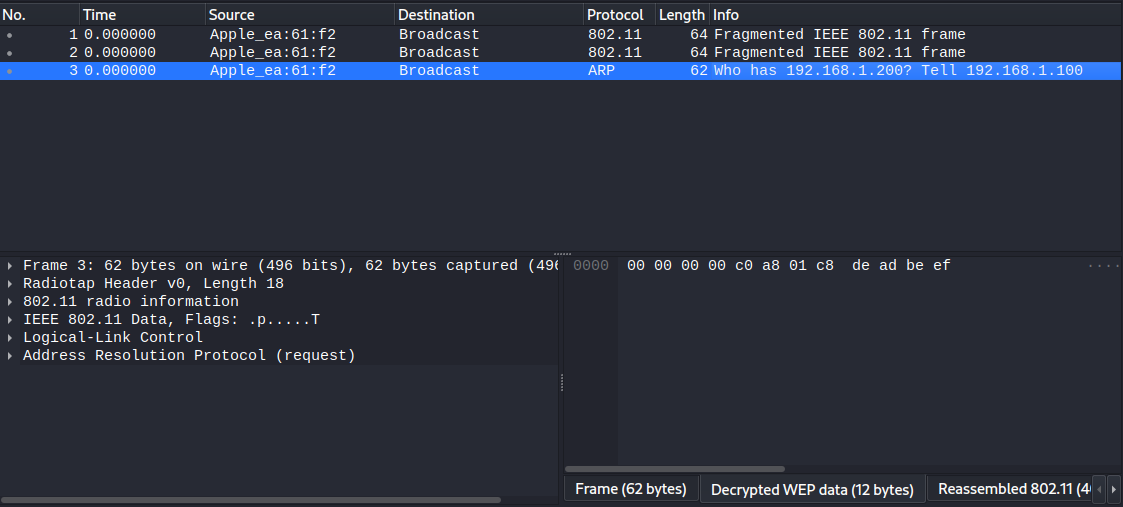 No. Time Source Destination Protocol Length Info
1 0.000000 Apple_ea:61:f2 Broadcast 802.11 64 Fragmented IEEE 802.11 frame
2 0.000000 Apple_ea:61:f2 Broadcast 802.11 64 Fragmented IEEE 802.11 frame
3 0.000000 Apple_ea:61:f2 Broadcast ARP 62 Who has 192.168.1.200? Tell 192.168.1.100
Frame 3: 62 bytes on wire (496 bits), 62 bytes captured (496
Radiotap Header v0, Length 18
802.11 radio information
IEEE 802.11 Data, Flags: .p.....T
Logical-Link Control
Address Resolution Protocol (request)
0000 00 00 00 00 c0 a8 01 c8 de ad be ef ····
Frame (62 bytes) Decrypted WEP data (12 bytes) Reassembled 802.11 (4